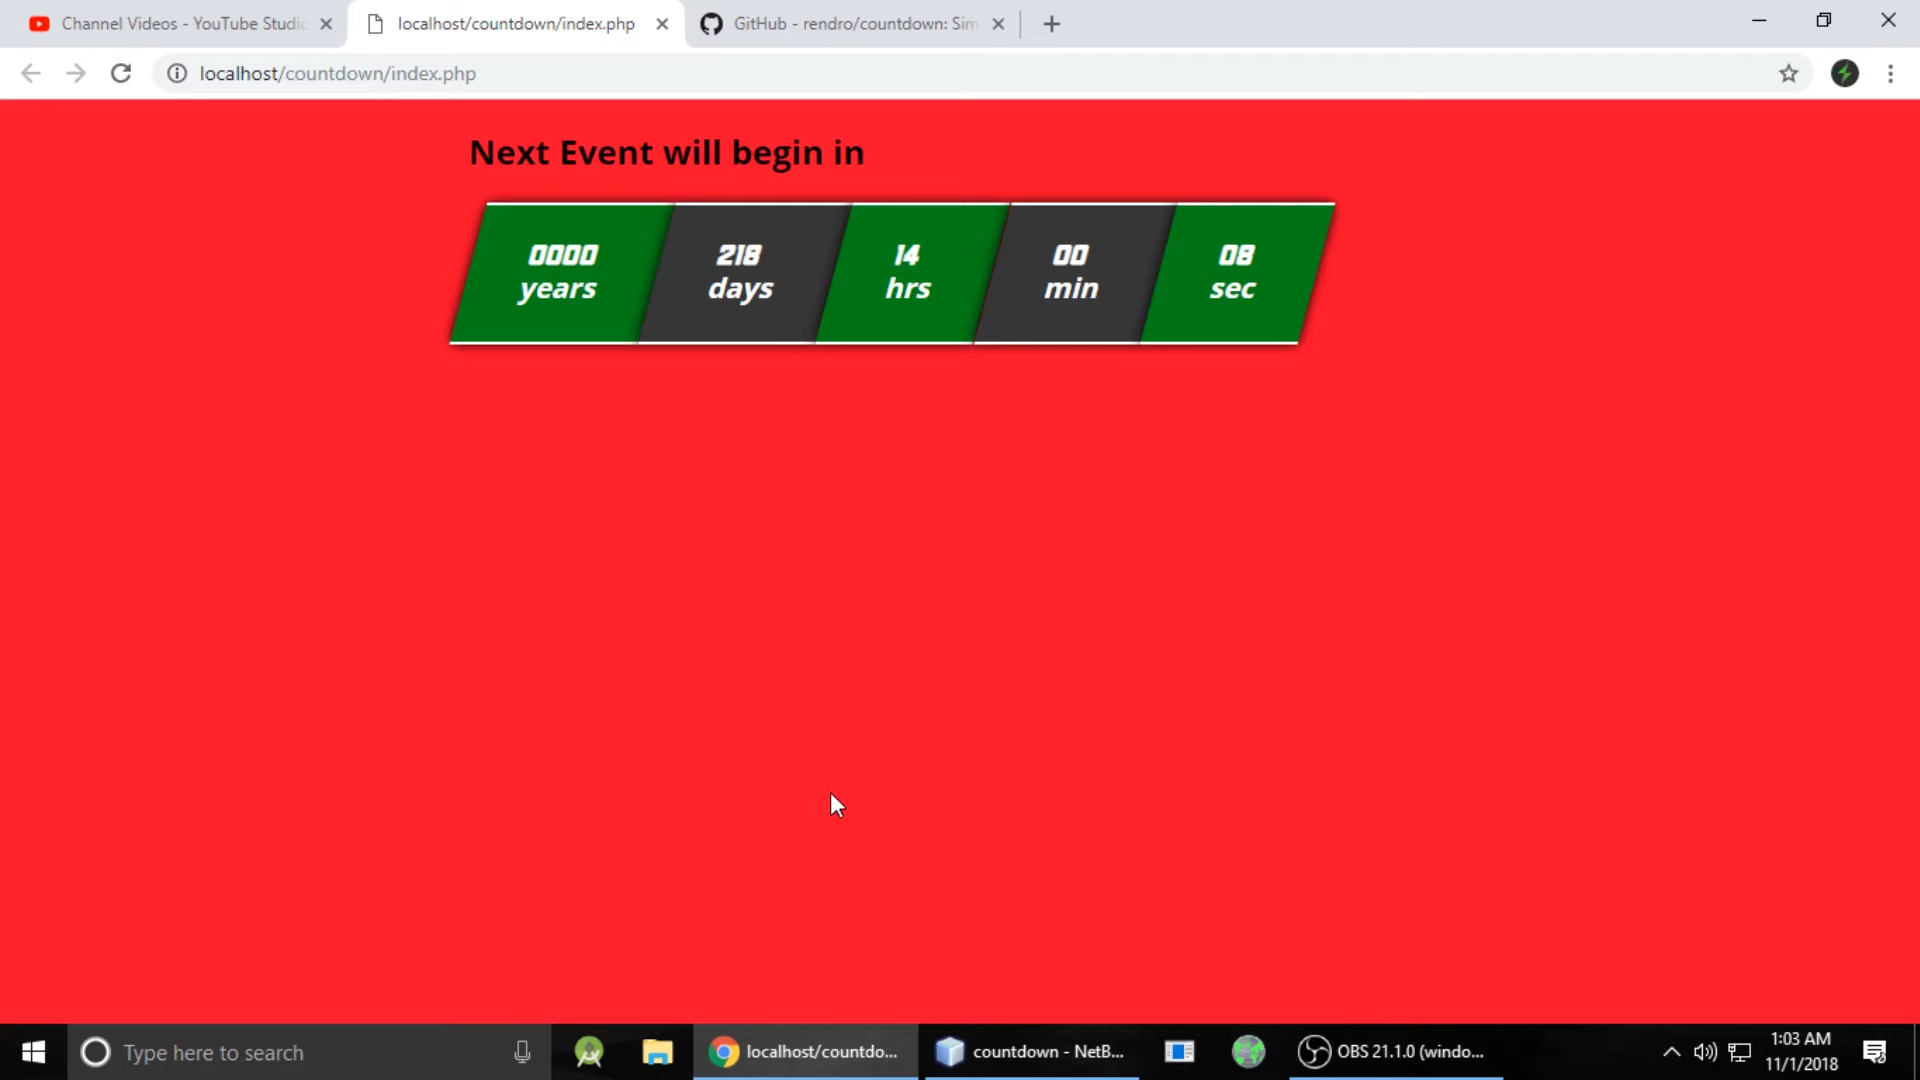 Channel Videos - YouTube Studio
localhost/countdown/index.php
GitHub - rendro/countdown: Sim
localhost/countdown/index.php
Next Event will begin in
0000 218 14 00 08
years days hrs min sec
Type here to search
localhost/countdo...
countdown - NetB...
OBS 21.1.0 (windo...
1:03 AM
11/1/2018